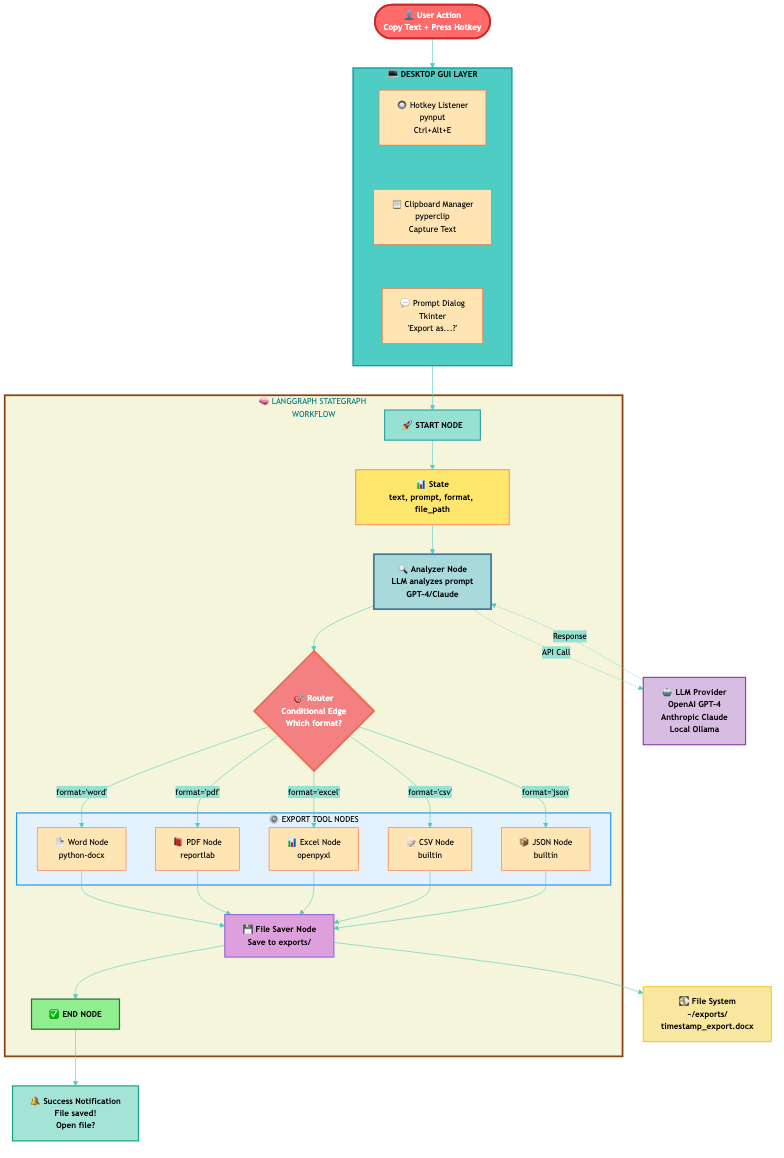 👤 User Action
Copy Text + Press Hotkey
🖥️ DESKTOP GUI LAYER
🔘 Hotkey Listener
pynput
Ctrl+Alt+E
📋 Clipboard Manager
pyperclip
Capture Text
💬 Prompt Dialog
Tkinter
'Export as...?'
🧠 LANGGRAPH STATEGRAPH
WORKFLOW
🚀 START NODE
📊 State
text, prompt, format,
file_path
🔍 Analyzer Node
LLM analyzes prompt
GPT-4/Claude
Response
API Call
🤖 LLM Provider
OpenAI GPT-4
Anthropic Claude
Local Ollama
🎯 Router
Conditional Edge
Which format?
format='word'
format='pdf'
format='excel'
format='csv'
format='json'
⚙️ EXPORT TOOL NODES
📄 Word Node
python-docx
📕 PDF Node
reportlab
📊 Excel Node
openpyxl
📝 CSV Node
builtin
📦 JSON Node
builtin
💾 File Saver Node
Save to exports/
✅ END NODE
💽 File System
~/exports/
timestamp_export.docx
🔔 Success Notification
File saved!
Open file?